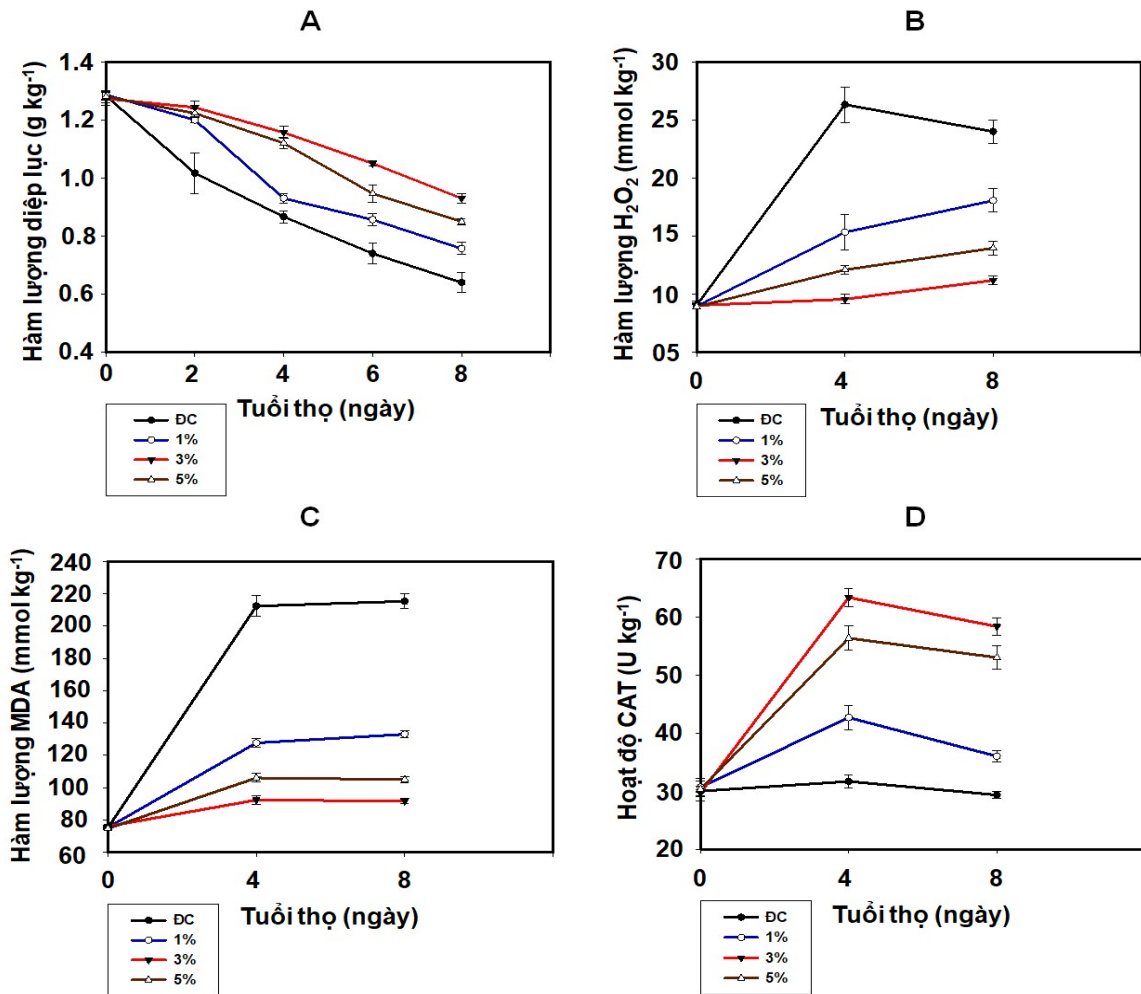 A
Hàm lượng diệp lục (g kg⁻¹)
1.4
1.2
1.0
0.8
0.6
0.4
0 2 4 6 8
Tuổi thọ (ngày)
ĐC
1%
3%
5%
B
Hàm lượng H₂O₂ (mmol kg⁻¹)
30
25
20
15
10
05
0 4 8
Tuổi thọ (ngày)
ĐC
1%
3%
5%
C
Hàm lượng MDA (mmol kg⁻¹)
240
220
200
180
160
140
120
100
80
60
0 4 8
Tuổi thọ (ngày)
ĐC
1%
3%
5%
D
Hoạt độ CAT (U kg⁻¹)
70
60
50
40
30
20
0 4 8
Tuổi thọ (ngày)
ĐC
1%
3%
5%